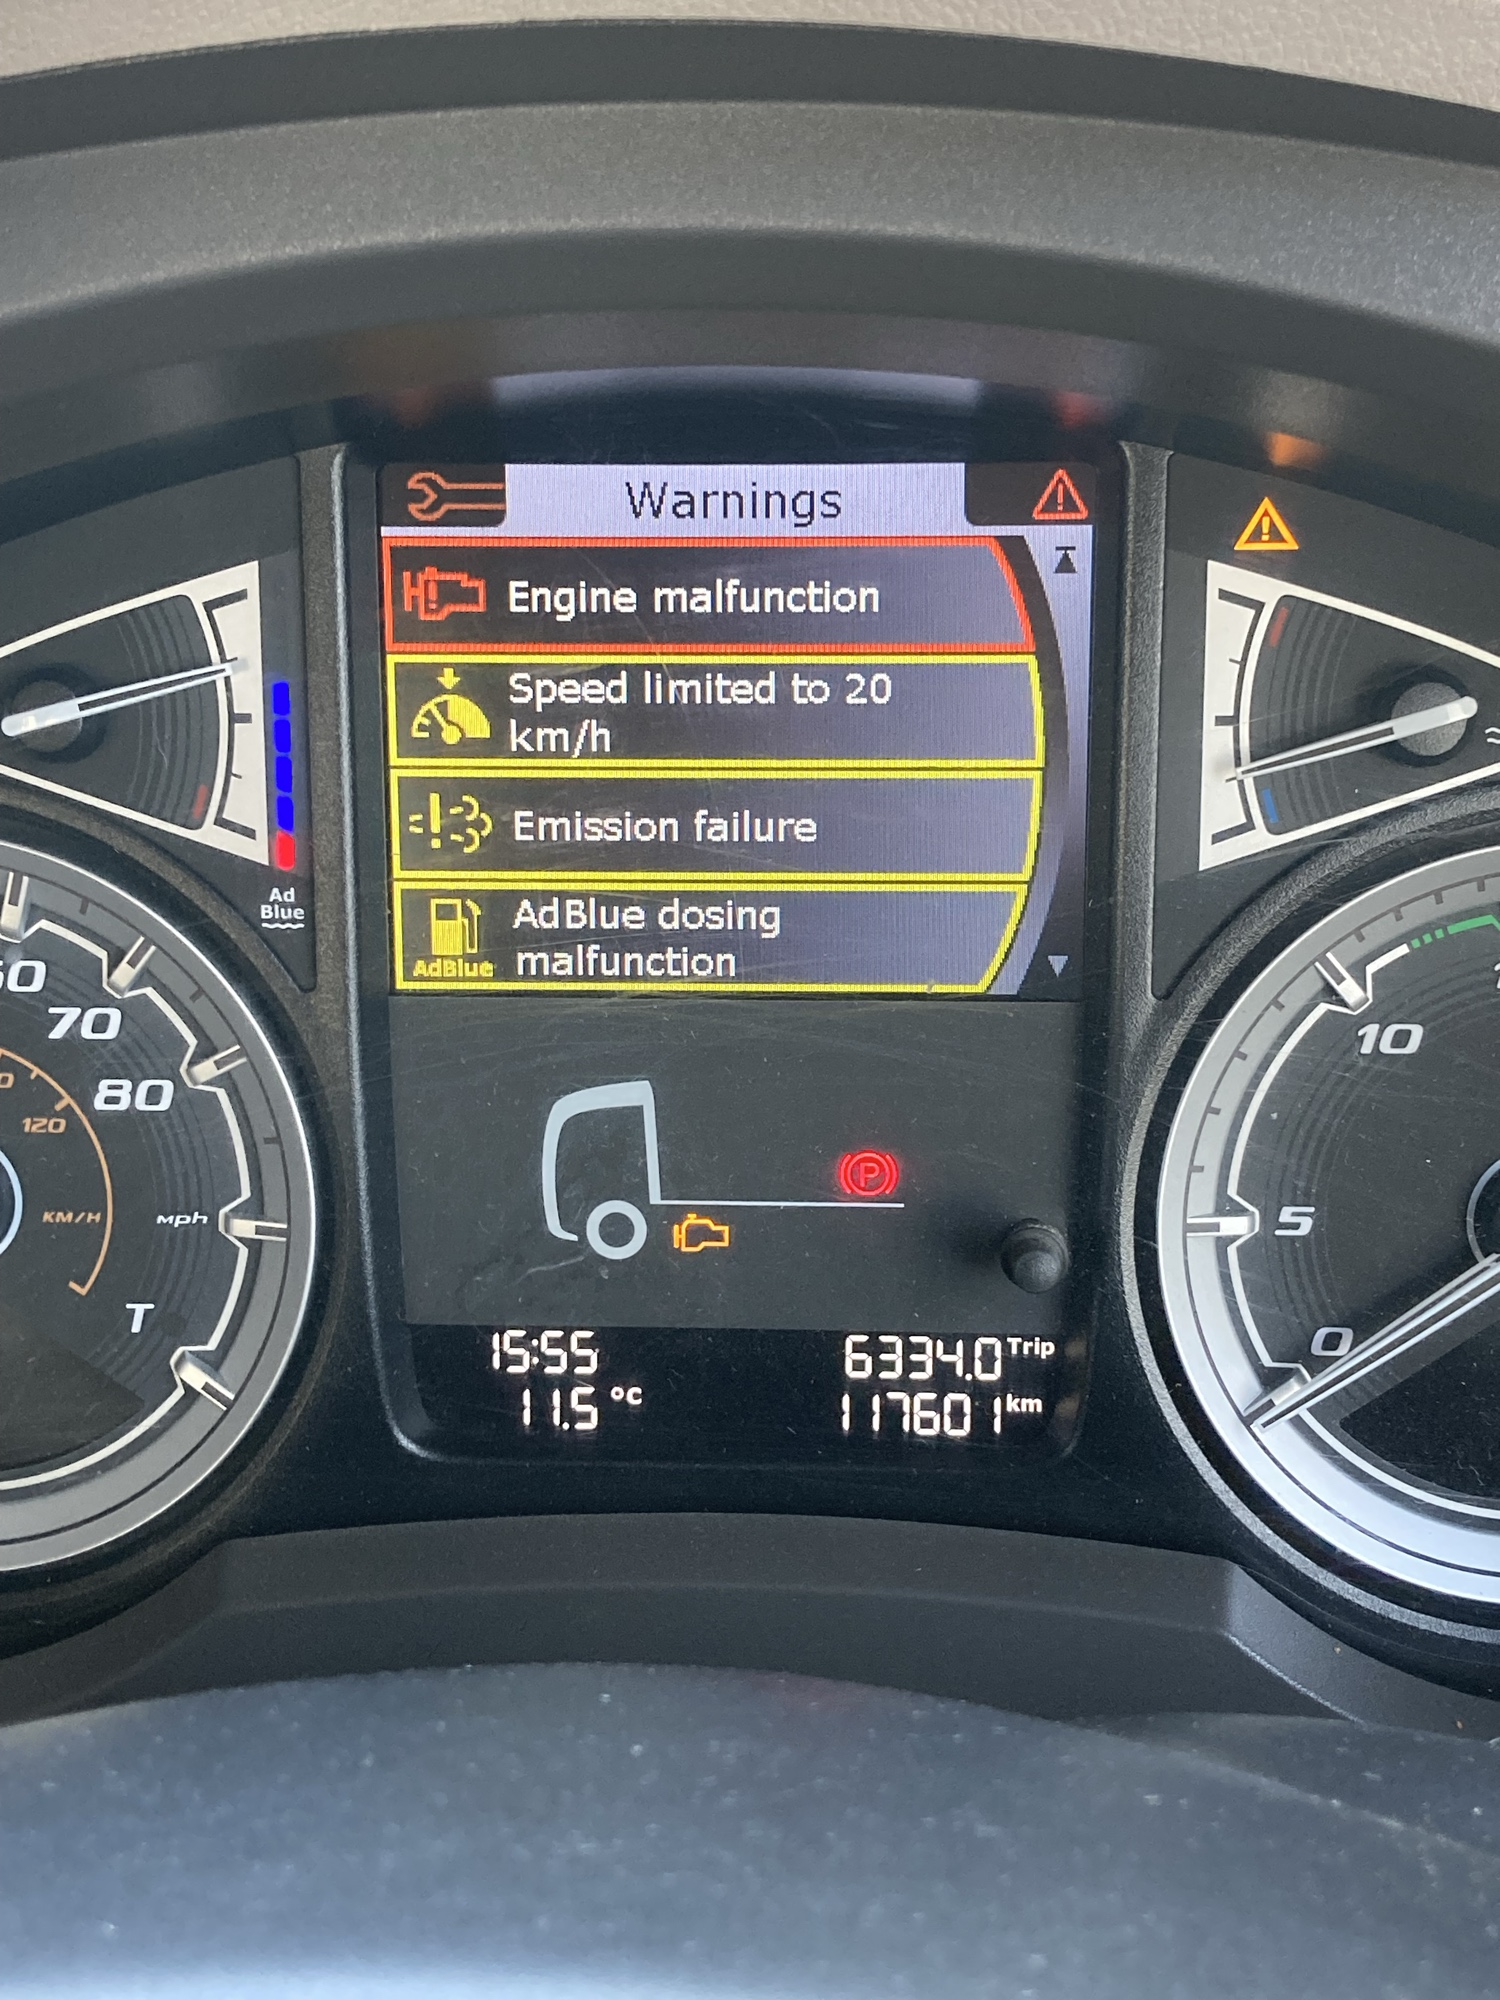 Warnings
Engine malfunction
Speed limited to 20
km/h
Emission failure
AdBlue dosing
malfunction
AdBlue
Ad
Blue
70
80
120
KM/H
mph
T
10
5
0
P
15:55
11.5 °C
6334.0 Trip
117601 km